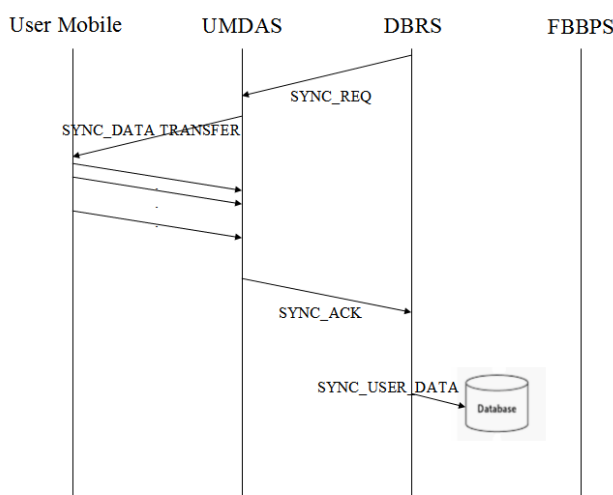 User Mobile UMDAS DBRS FBBPS
SYNC_REQ
SYNC_DATA TRANSFER
SYNC_ACK
SYNC_USER_DATA
Database